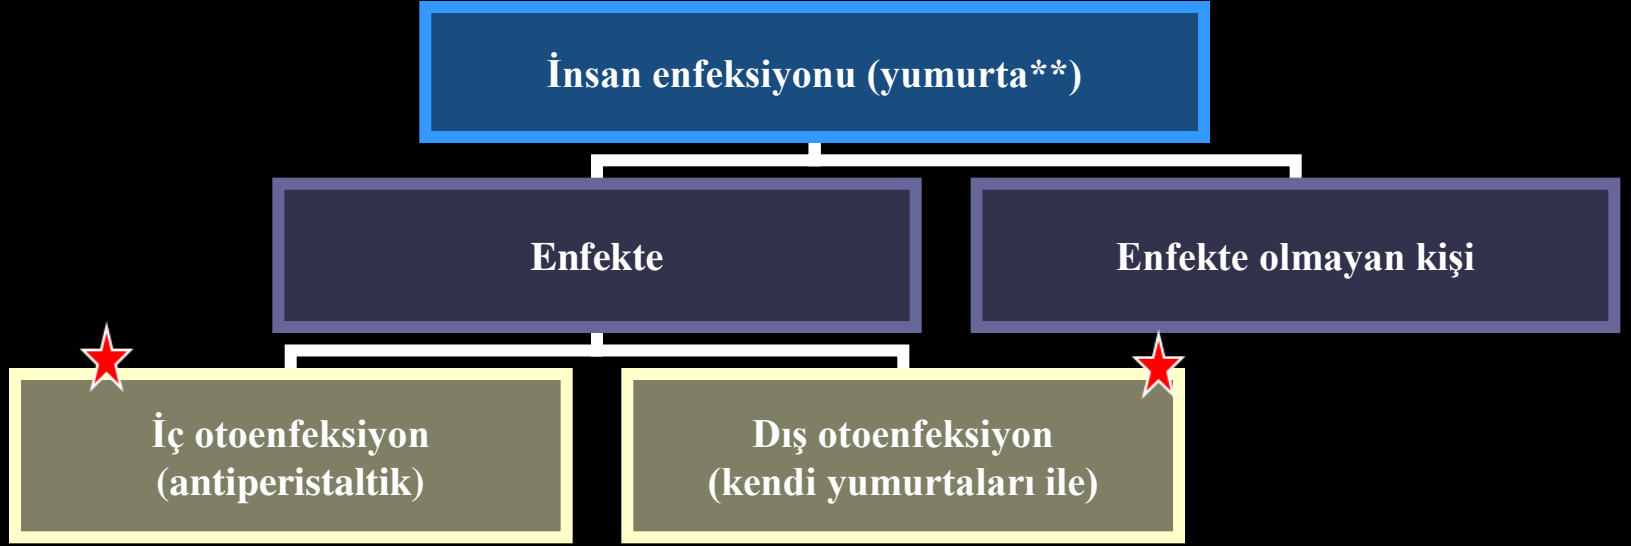 İnsan enfeksiyonu (yumurta**)
Enfekte
Enfekte olmayan kişi
İç otoenfeksiyon
(antiperistaltik)
Dış otoenfeksiyon
(kendi yumurtaları ile)